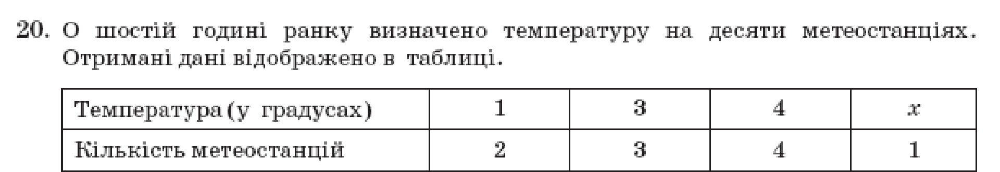 20. О шостій годині ранку визначено температуру на десяти метеостанціях.
Отримані дані відображено в таблиці.
Температура (у градусах) 1 3 4 x
Кількість метеостанцій 2 3 4 1